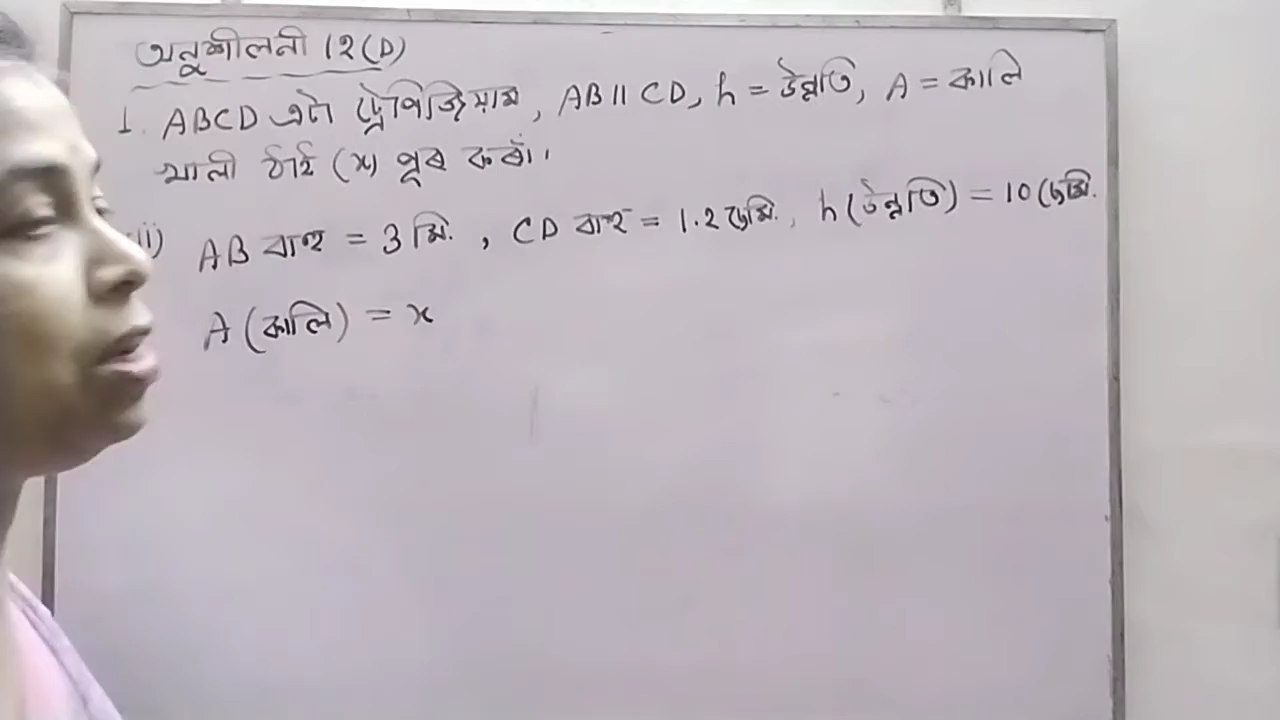 অনুশীলনী 12(D)
1. ABCD এটা ট্ৰেপিজিয়াম, AB || CD, h = উন্নতি, A = কালি
খালী ঠাই (x) পূৰ কৰাঁ।
ii) AB বাহু = 3 মি. , CD বাহু = 1.2 ডেমি. , h (উন্নতি) = 10 ডেমি.
A (কালি) = x